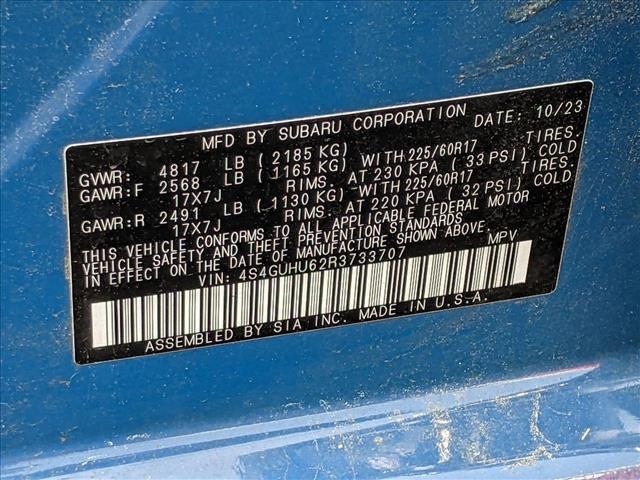 MFD BY SUBARU CORPORATION DATE: 10/23
GVWR: 4817 LB (2185 KG)
GAWR:F 2568 LB (1165 KG) WITH 225/60R17 TIRES.
17X7J RIMS. AT 230 KPA (33 PSI) COLD
GAWR:R 2491 LB (1130 KG) WITH 225/60R17 TIRES.
17X7J RIMS. AT 220 KPA (32 PSI) COLD
THIS VEHICLE CONFORMS TO ALL APPLICABLE FEDERAL MOTOR
VEHICLE SAFETY AND THEFT PREVENTION STANDARDS
IN EFFECT ON THE DATE OF MANUFACTURE SHOWN ABOVE.
VIN: 4S4GUHU62R3733707 MPV
ASSEMBLED BY SIA INC. MADE IN U.S.A.